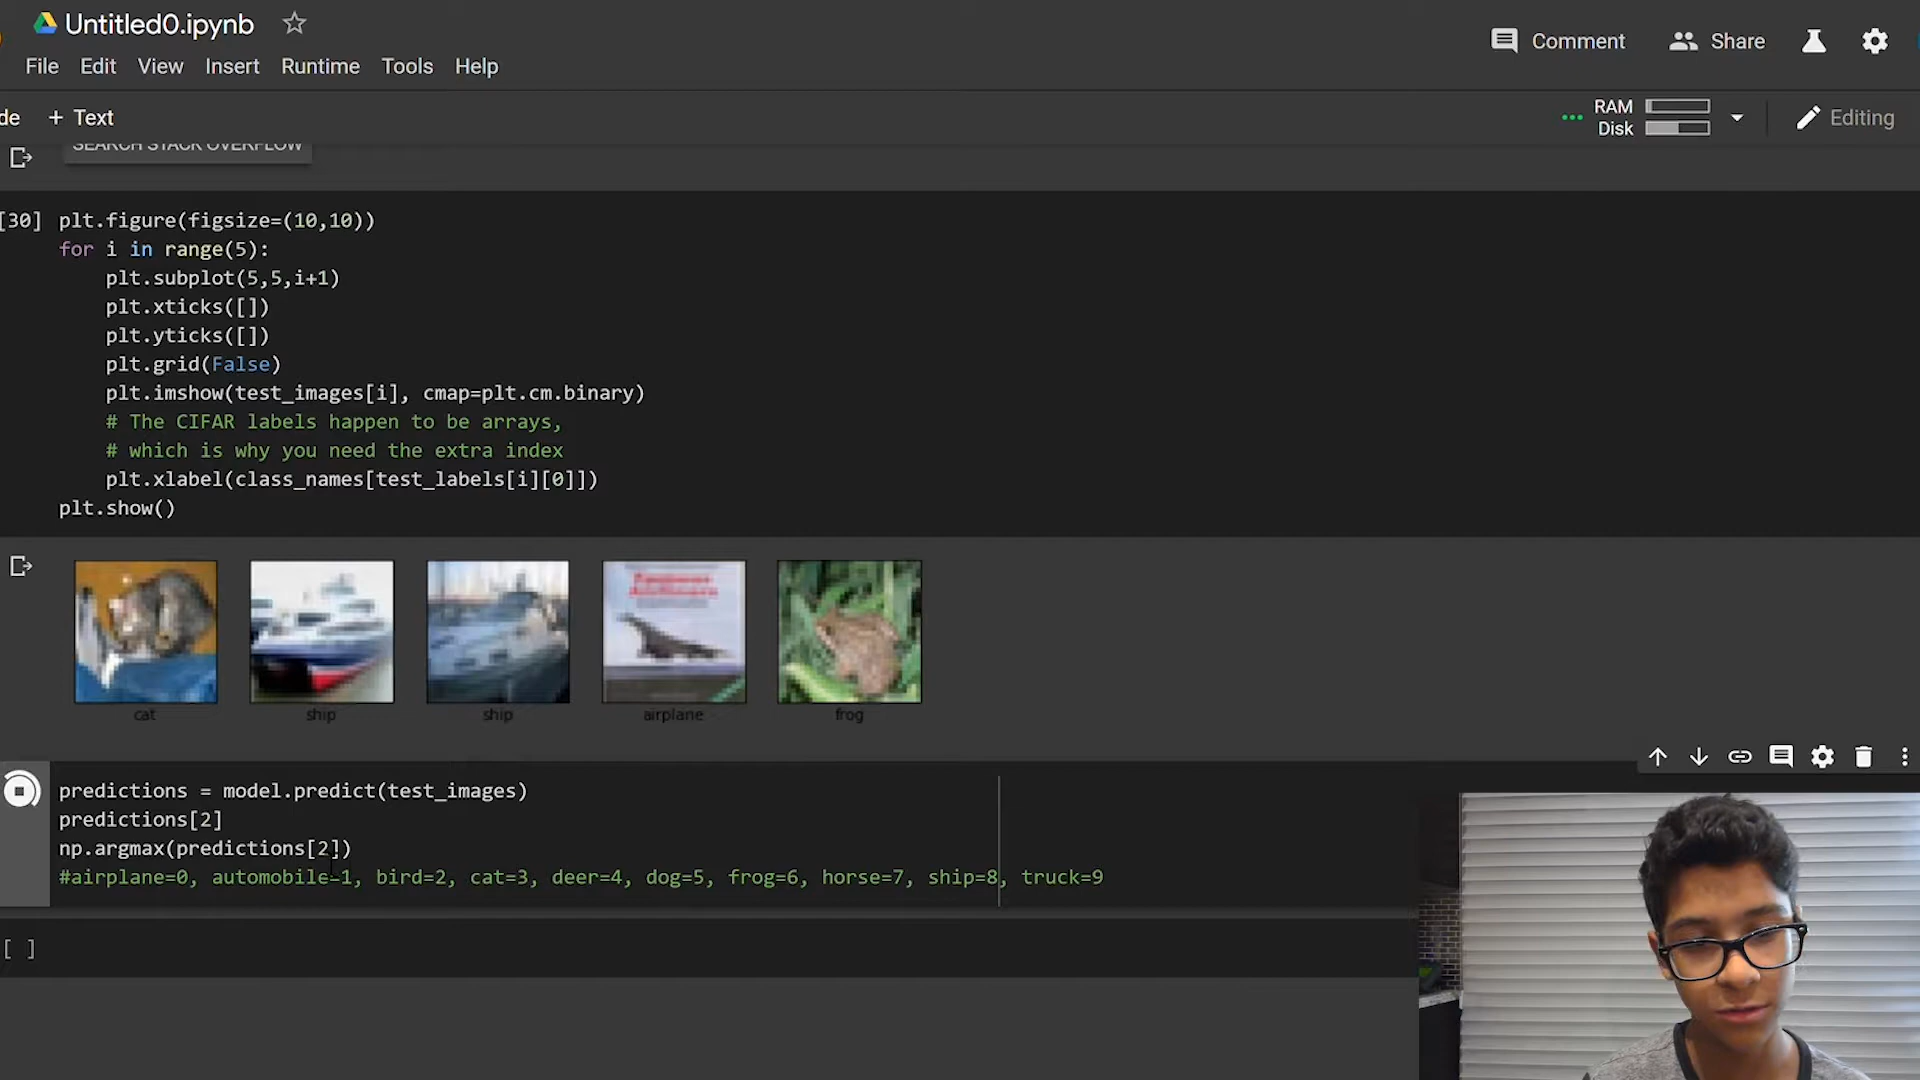 Untitled0.ipynb
Comment
Share
File Edit View Insert Runtime Tools Help
de + Text
RAM
Disk
Editing
SEARCH STACK OVERFLOW
[30] plt.figure(figsize=(10,10))
for i in range(5):
plt.subplot(5,5,i+1)
plt.xticks([])
plt.yticks([])
plt.grid(False)
plt.imshow(test_images[i], cmap=plt.cm.binary)
# The CIFAR labels happen to be arrays,
# which is why you need the extra index
plt.xlabel(class_names[test_labels[i][0]])
plt.show()
cat ship ship airplane frog
predictions = model.predict(test_images)
predictions[2]
np.argmax(predictions[2])
#airplane=0, automobile=1, bird=2, cat=3, deer=4, dog=5, frog=6, horse=7, ship=8, truck=9
[ ]